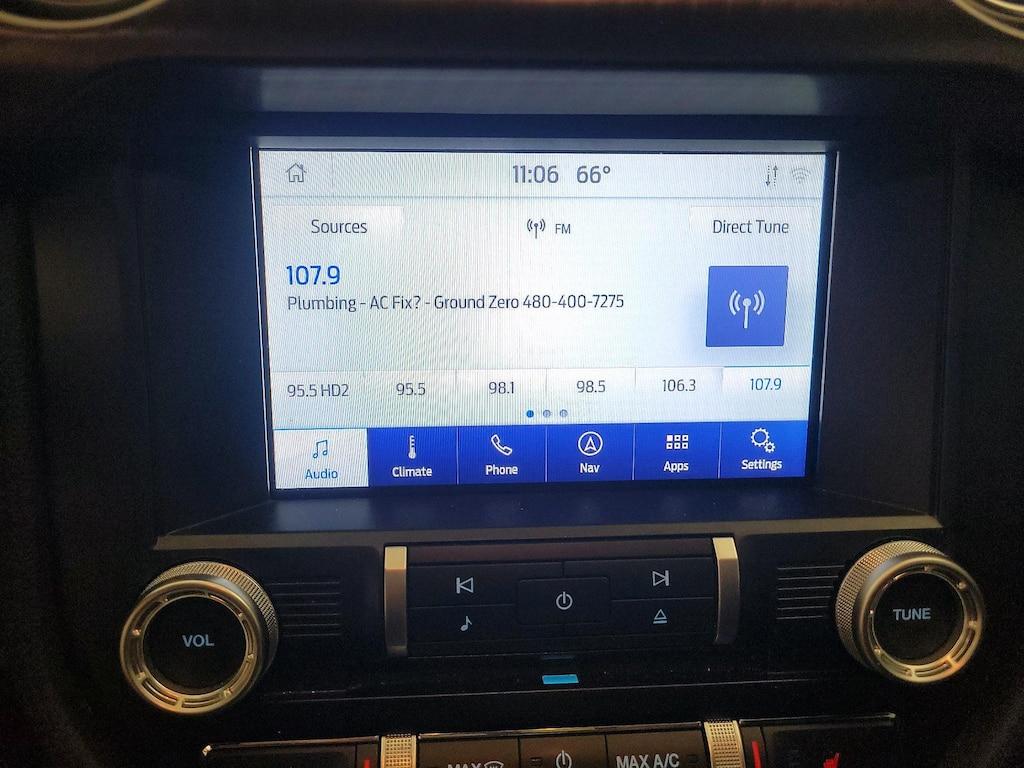 11:06 66°
Sources
FM
Direct Tune
107.9
Plumbing - AC Fix? - Ground Zero 480-400-7275
95.5 HD2
95.5
98.1
98.5
106.3
107.9
Audio
Climate
Phone
Nav
Apps
Settings
VOL
TUNE
MAX
MAX A/C